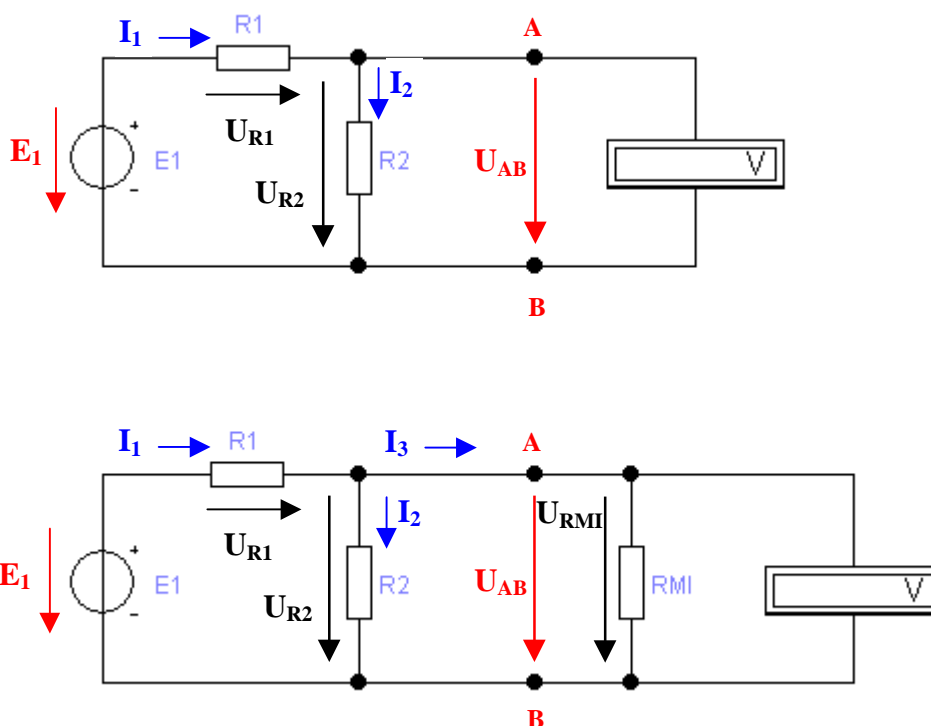 I1 R1 A
I2
+
E1 E1 UR1 R2 UAB V
-
UR2
B
I1 R1 I3 A
I2 URMI
+
UR1
E1 E1 R2 UAB RMI V
-
UR2
B